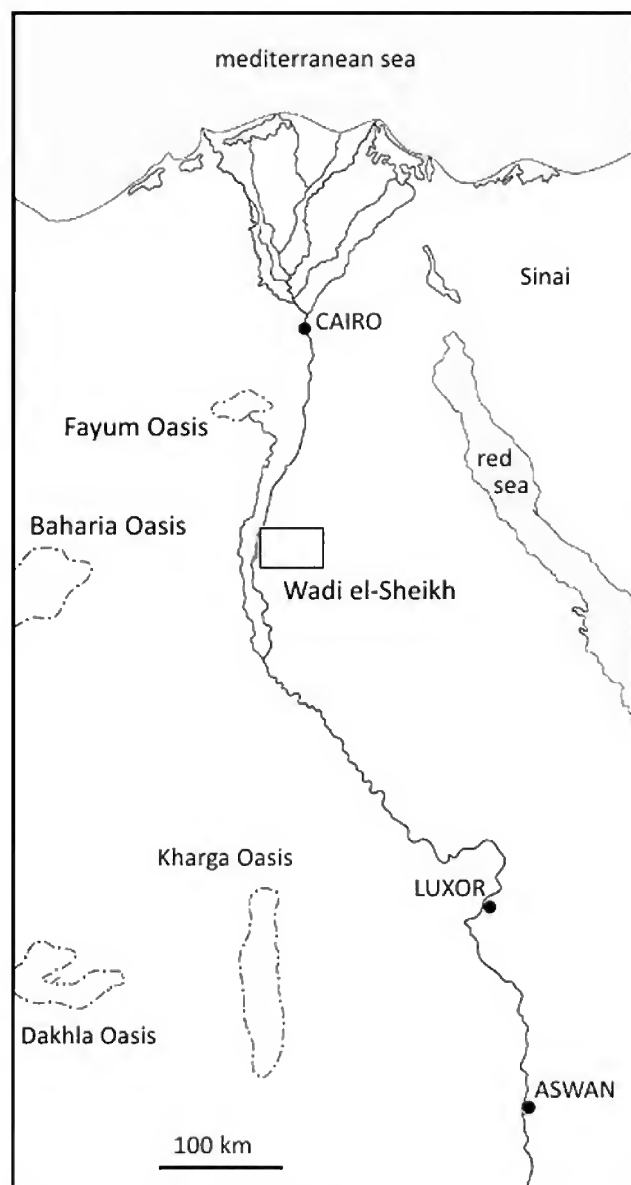 mediterranean sea
Sinai
CAIRO
Fayum Oasis
red
sea
Baharia Oasis
Wadi el-Sheikh
Kharga Oasis
LUXOR
Dakhla Oasis
ASWAN
100 km